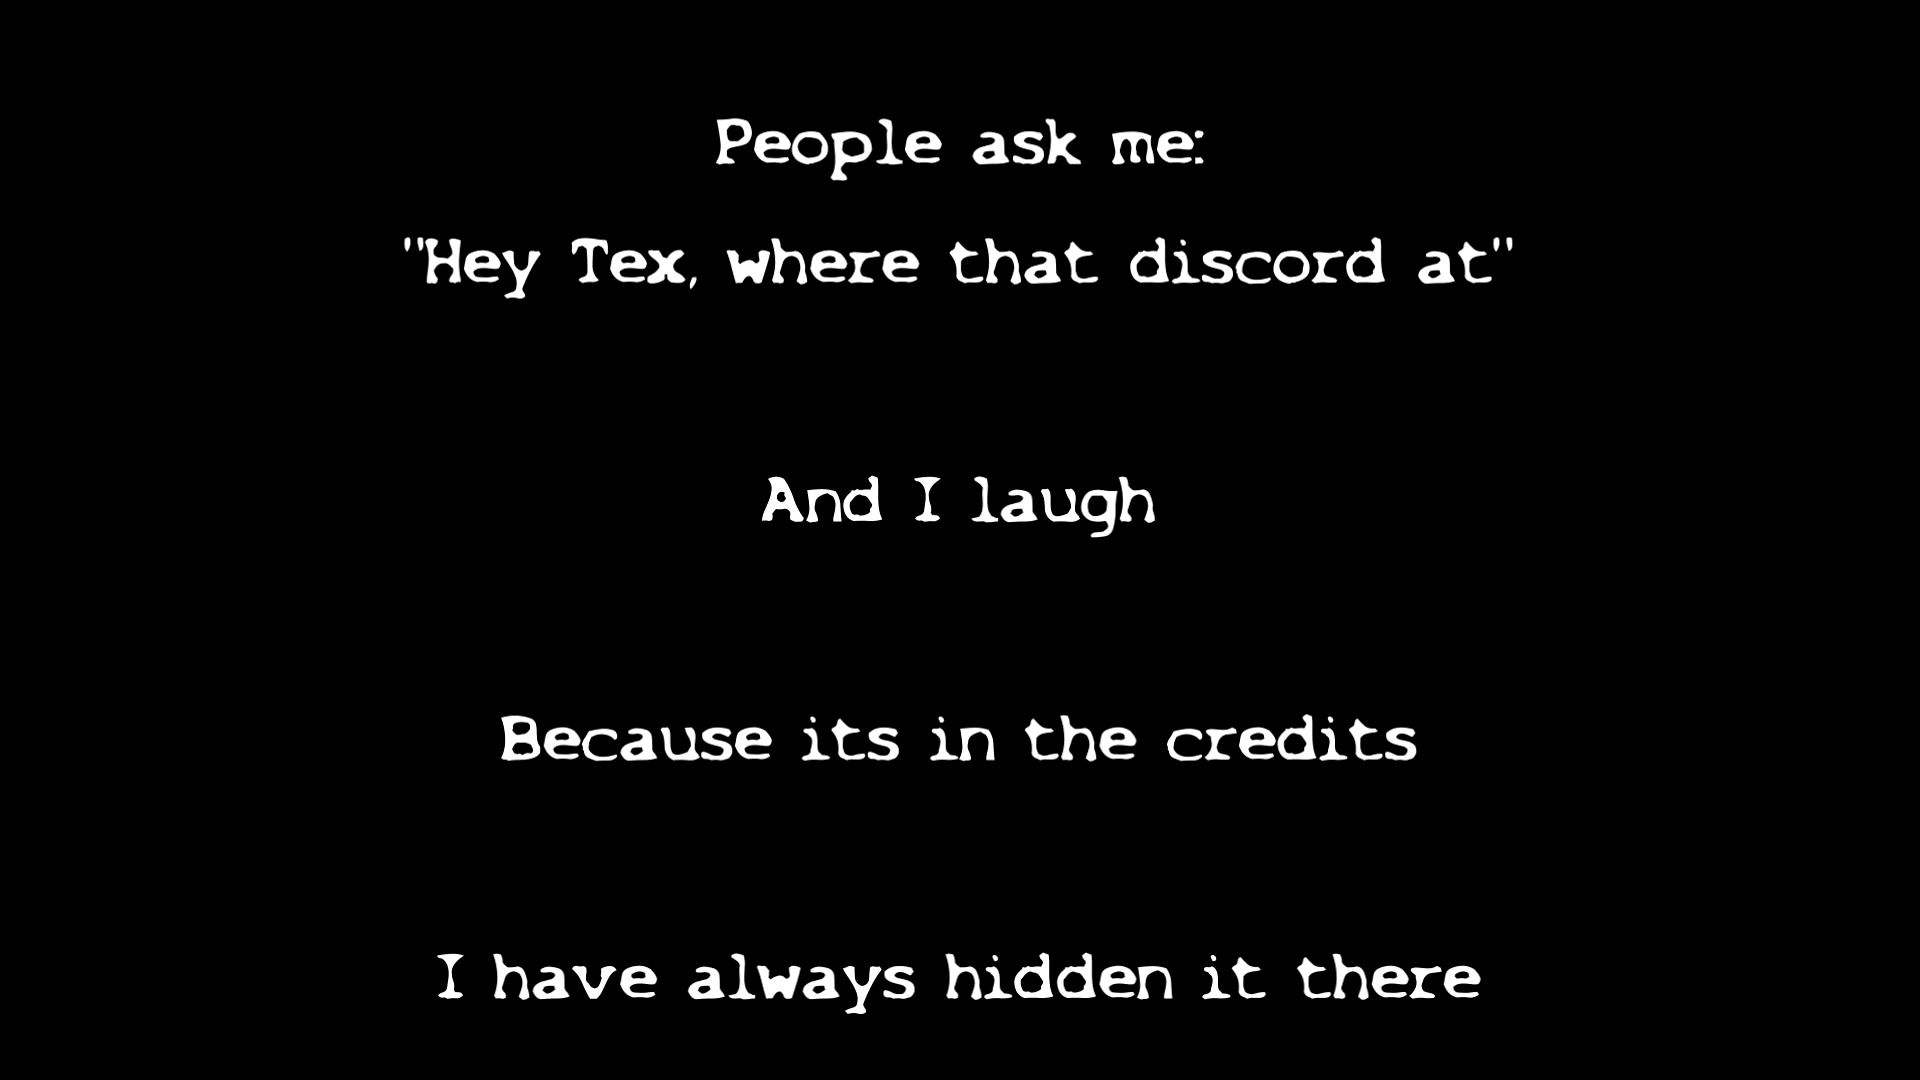 People ask me:
"Hey Tex, where that discord at"
And I laugh
Because its in the credits
I have always hidden it there